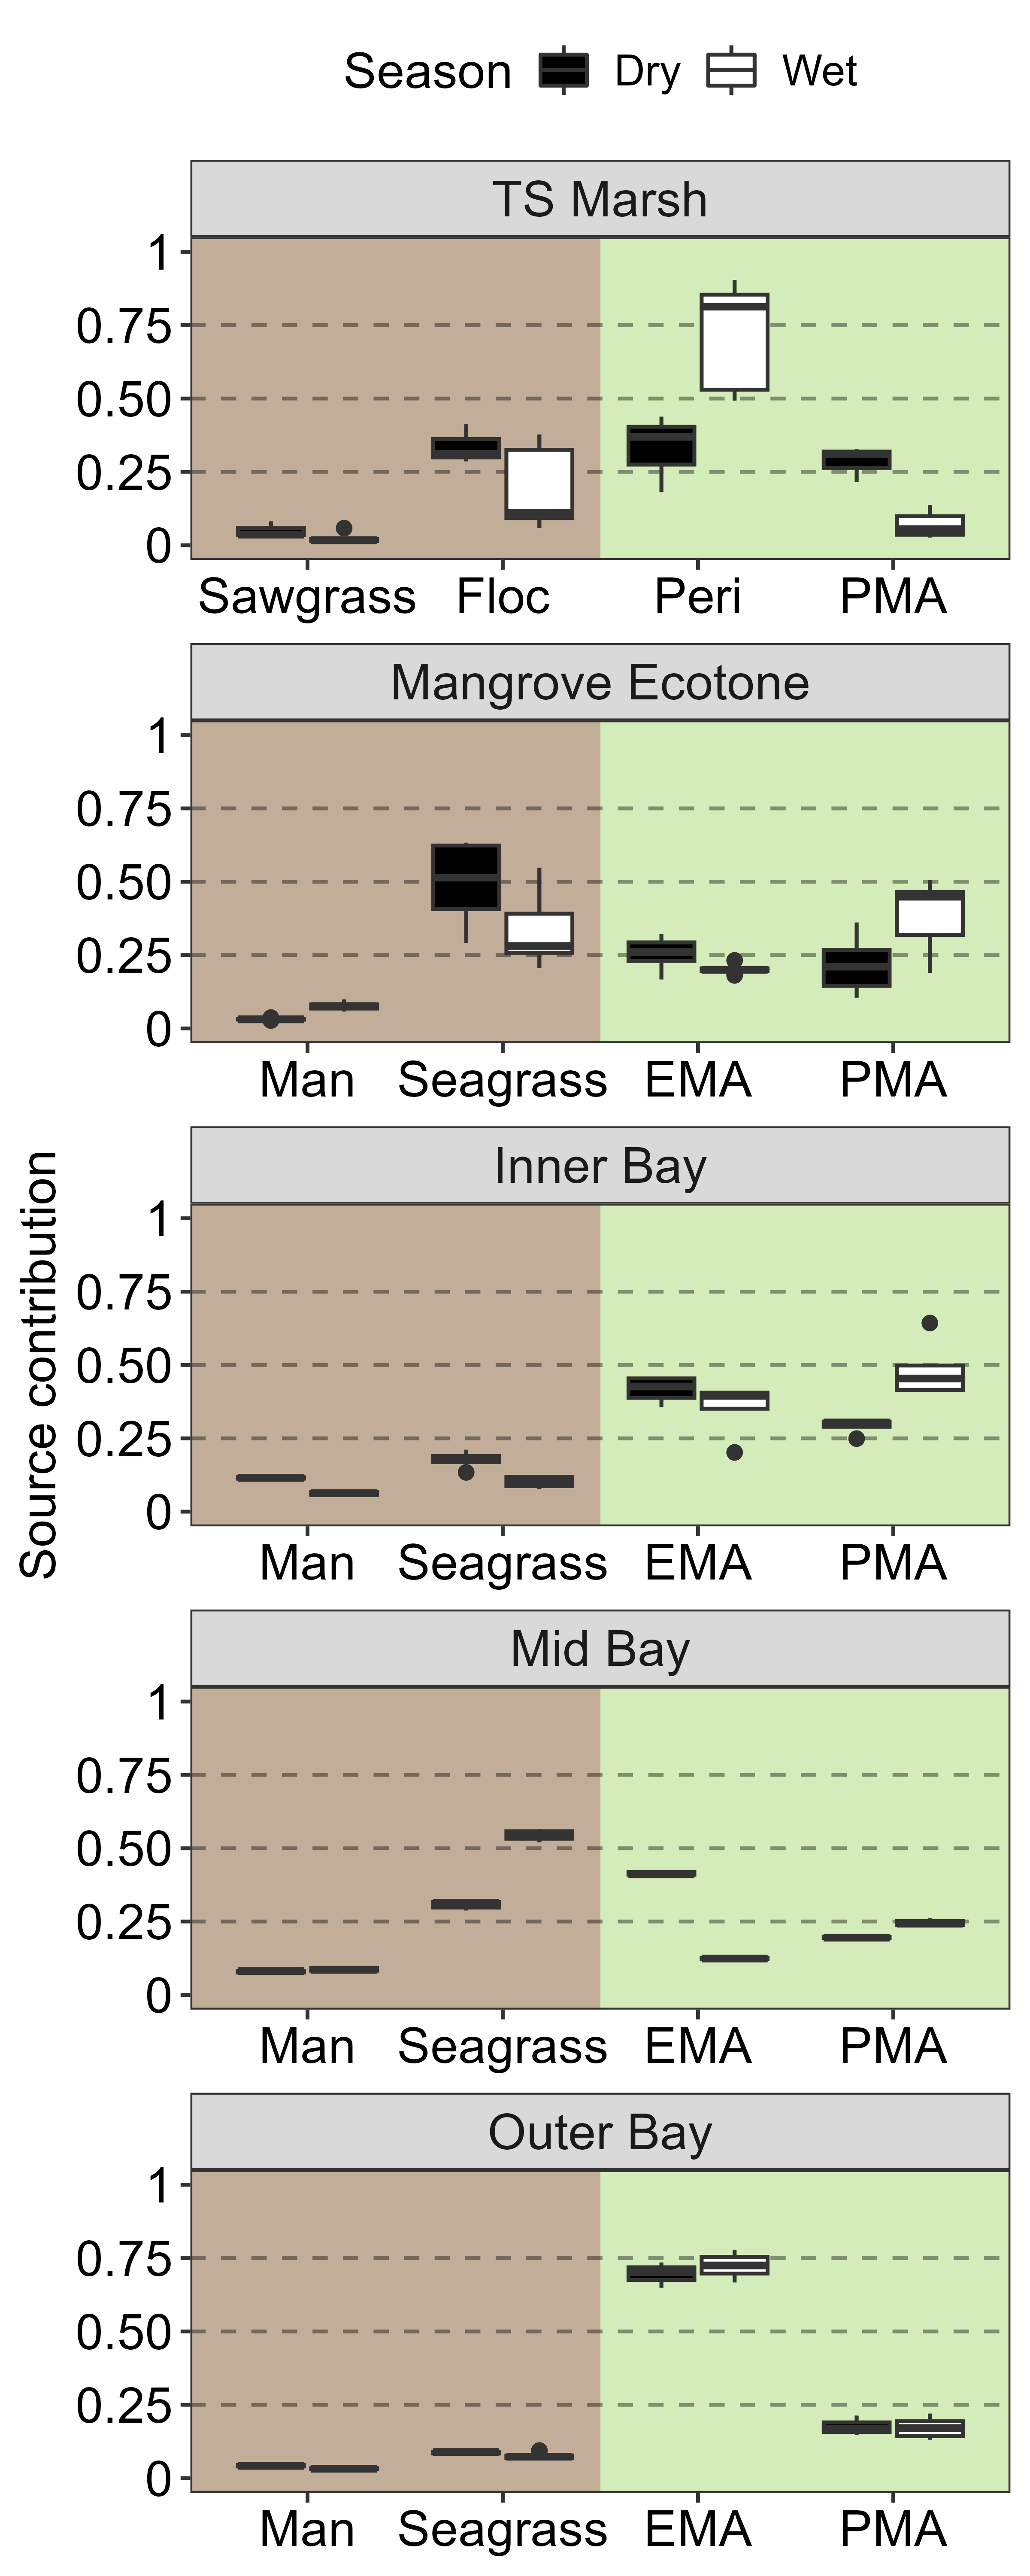 Season Dry Wet
TS Marsh
1
0.75
0.50
0.25
0
Sawgrass Floc Peri PMA
Mangrove Ecotone
1
0.75
0.50
0.25
0
Man Seagrass EMA PMA
Source contribution
Inner Bay
1
0.75
0.50
0.25
0
Man Seagrass EMA PMA
Mid Bay
1
0.75
0.50
0.25
0
Man Seagrass EMA PMA
Outer Bay
1
0.75
0.50
0.25
0
Man Seagrass EMA PMA